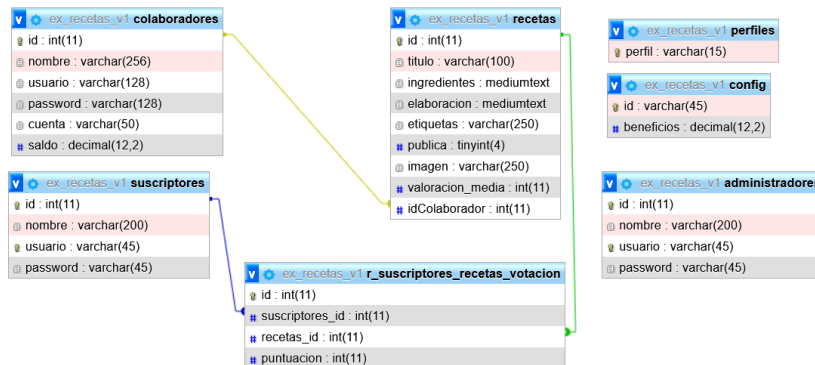 ex_recetas_v1 colaboradores
id : int(11)
nombre : varchar(256)
usuario : varchar(128)
password : varchar(128)
cuenta : varchar(50)
saldo : decimal(12,2)
ex_recetas_v1 recetas
id : int(11)
titulo : varchar(100)
ingredientes : mediumtext
elaboracion : mediumtext
etiquetas : varchar(250)
publica : tinyint(4)
imagen : varchar(250)
valoracion_media : int(11)
idColaborador : int(11)
ex_recetas_v1 perfiles
perfil : varchar(15)
ex_recetas_v1 config
id : varchar(45)
beneficios : decimal(12,2)
ex_recetas_v1 suscriptores
id : int(11)
nombre : varchar(200)
usuario : varchar(45)
password : varchar(45)
ex_recetas_v1 administradores
id : int(11)
nombre : varchar(200)
usuario : varchar(45)
password : varchar(45)
ex_recetas_v1 r_suscriptores_recetas_votacion
id : int(11)
suscriptores_id : int(11)
recetas_id : int(11)
puntuacion : int(11)